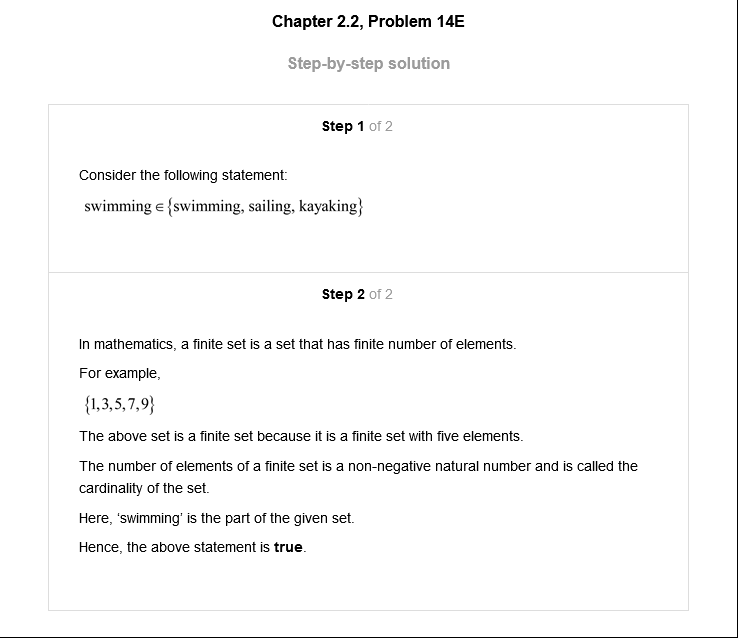 Chapter 2.2, Problem 14E
Step-by-step solution
Step 1 of 2
Consider the following statement:
swimming ∈ {swimming, sailing, kayaking}
Step 2 of 2
In mathematics, a finite set is a set that has finite number of elements.
For example,
{1,3,5,7,9}
The above set is a finite set because it is a finite set with five elements.
The number of elements of a finite set is a non-negative natural number and is called the
cardinality of the set.
Here, ‘swimming’ is the part of the given set.
Hence, the above statement is true.